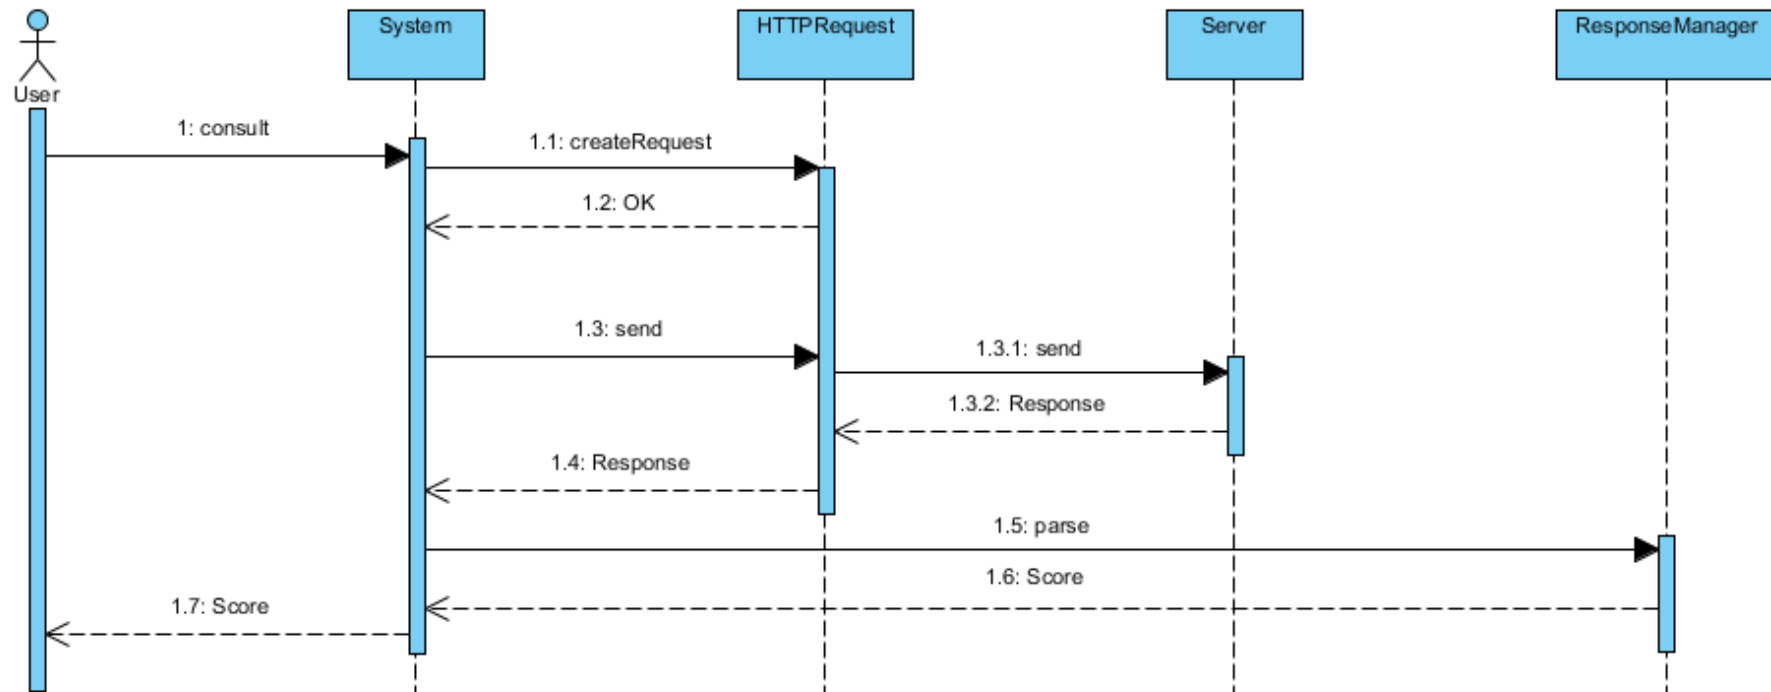 System
HTTPRequest
Server
ResponseManager
User
1: consult
1.1: createRequest
1.2: OK
1.3: send
1.3.1: send
1.3.2: Response
1.4: Response
1.5: parse
1.6: Score
1.7: Score